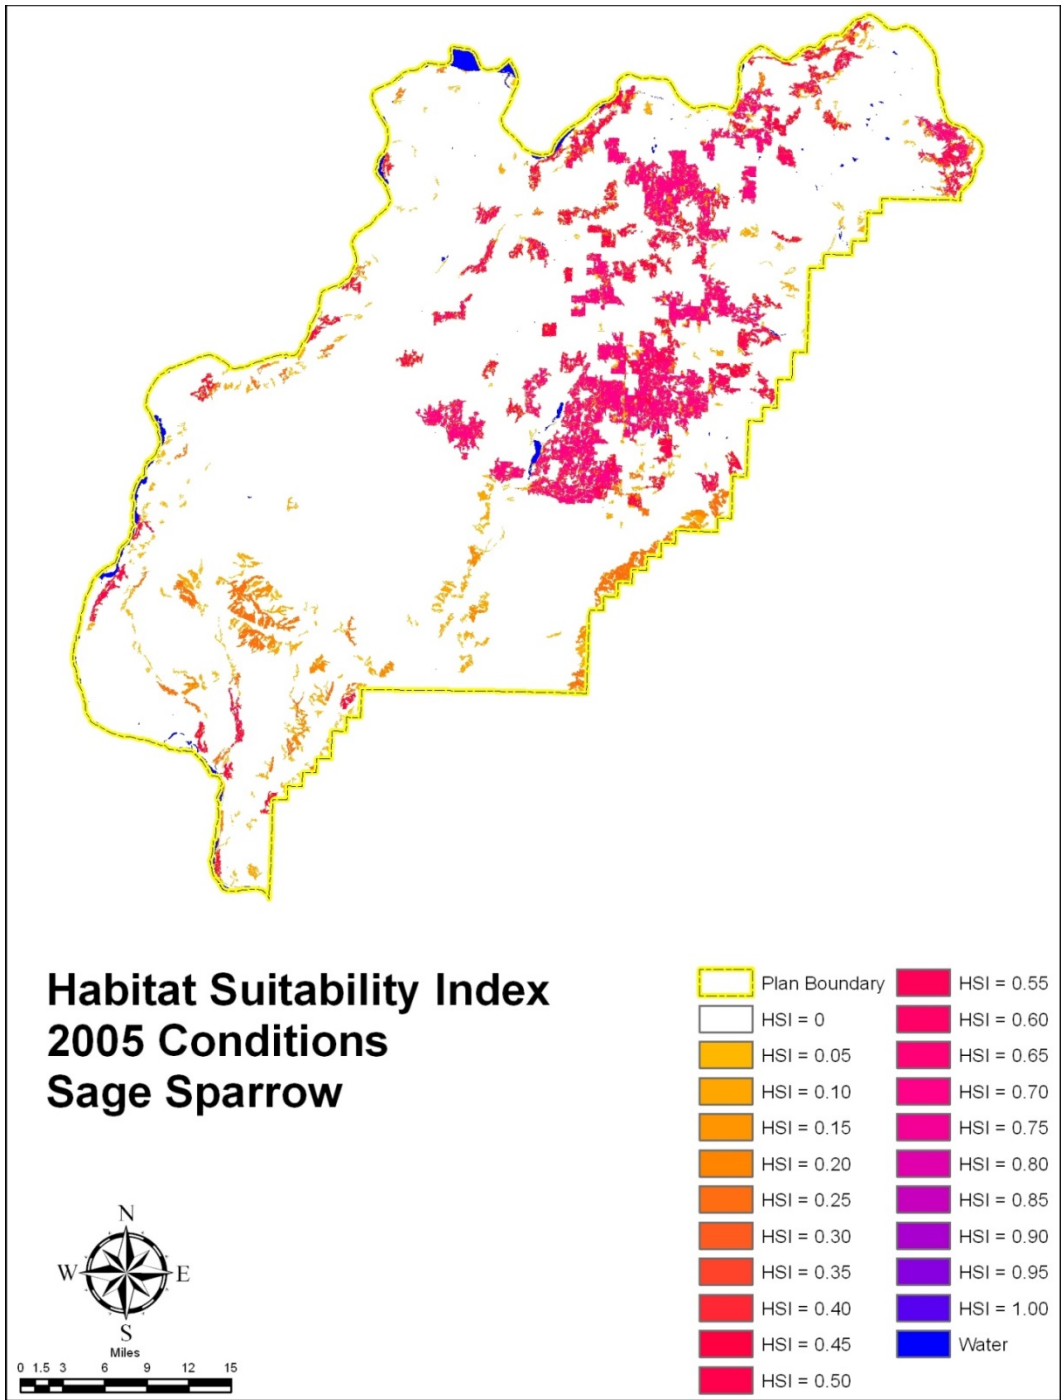 Habitat Suitability Index
2005 Conditions
Sage Sparrow
N
W
E
S
Miles
0 1.5 3 6 9 12 15
Plan Boundary
HSI = 0
HSI = 0.05
HSI = 0.10
HSI = 0.15
HSI = 0.20
HSI = 0.25
HSI = 0.30
HSI = 0.35
HSI = 0.40
HSI = 0.45
HSI = 0.50
HSI = 0.55
HSI = 0.60
HSI = 0.65
HSI = 0.70
HSI = 0.75
HSI = 0.80
HSI = 0.85
HSI = 0.90
HSI = 0.95
HSI = 1.00
Water